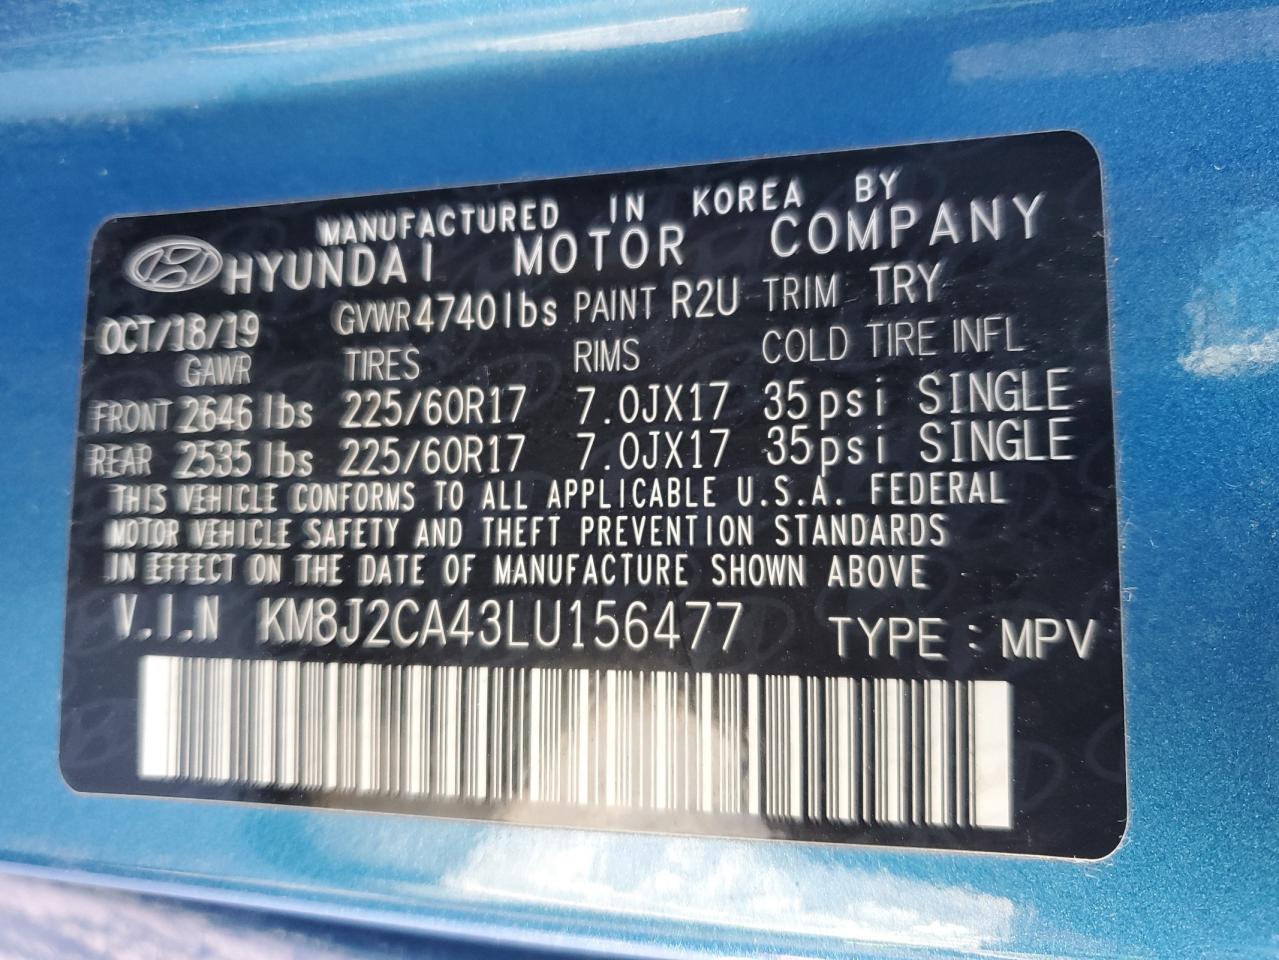 MANUFACTURED IN KOREA BY
HYUNDAI MOTOR COMPANY
OCT/18/19 GVWR 4740lbs PAINT R2U TRIM TRY
GAWR TIRES RIMS COLD TIRE INFL
FRONT 2646 lbs 225/60R17 7.0JX17 35psi SINGLE
REAR 2535 lbs 225/60R17 7.0JX17 35psi SINGLE
THIS VEHICLE CONFORMS TO ALL APPLICABLE U.S.A. FEDERAL
MOTOR VEHICLE SAFETY AND THEFT PREVENTION STANDARDS
IN EFFECT ON THE DATE OF MANUFACTURE SHOWN ABOVE
V.I.N KM8J2CA43LU156477 TYPE : MPV